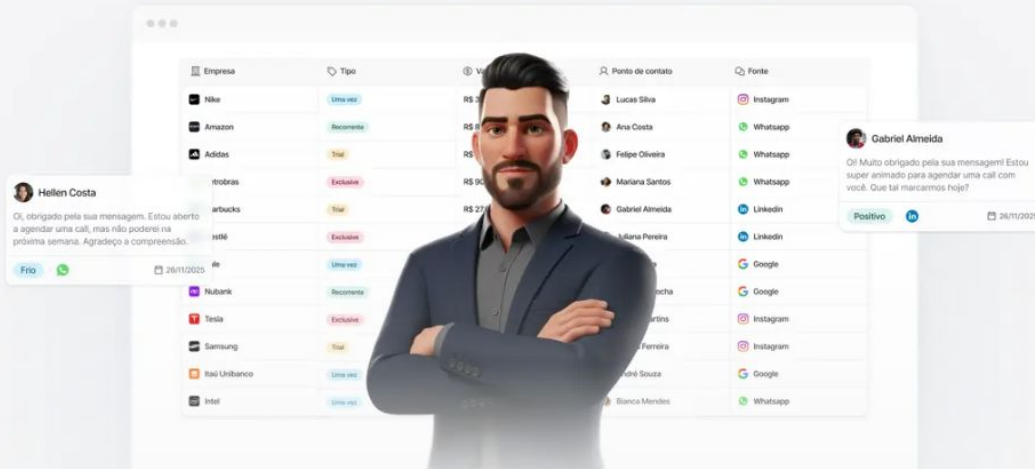 Empresa Tipo Ponto de contato Fonte
Nike Uma vez R$ Lucas Silva Instagram
Amazon Recorrente R$ Ana Costa Whatsapp
Adidas Trial R$ Felipe Oliveira Whatsapp
Exclusive R$ Mariana Santos Whatsapp
Trial R$ Gabriel Almeida Linkedin
Exclusive Juliana Pereira Linkedin
Uma vez Google
Nubank Recorrente Google
Tesla Exclusive Instagram
Samsung Trial Ferreira Instagram
Itaú Unibanco Uma vez André Souza Google
Intel Uma vez Bianca Mendes Whatsapp
Hellen Costa
Oi, obrigado pela sua mensagem. Estou aberto
a agendar uma call, mas não poderei na
próxima semana. Agradeço a compreensão.
Frio 26/11/2025
Gabriel Almeida
Oi! Muito obrigado pela sua mensagem! Estou
super animado para agendar uma call com
você. Que tal marcarmos hoje?
Positivo in